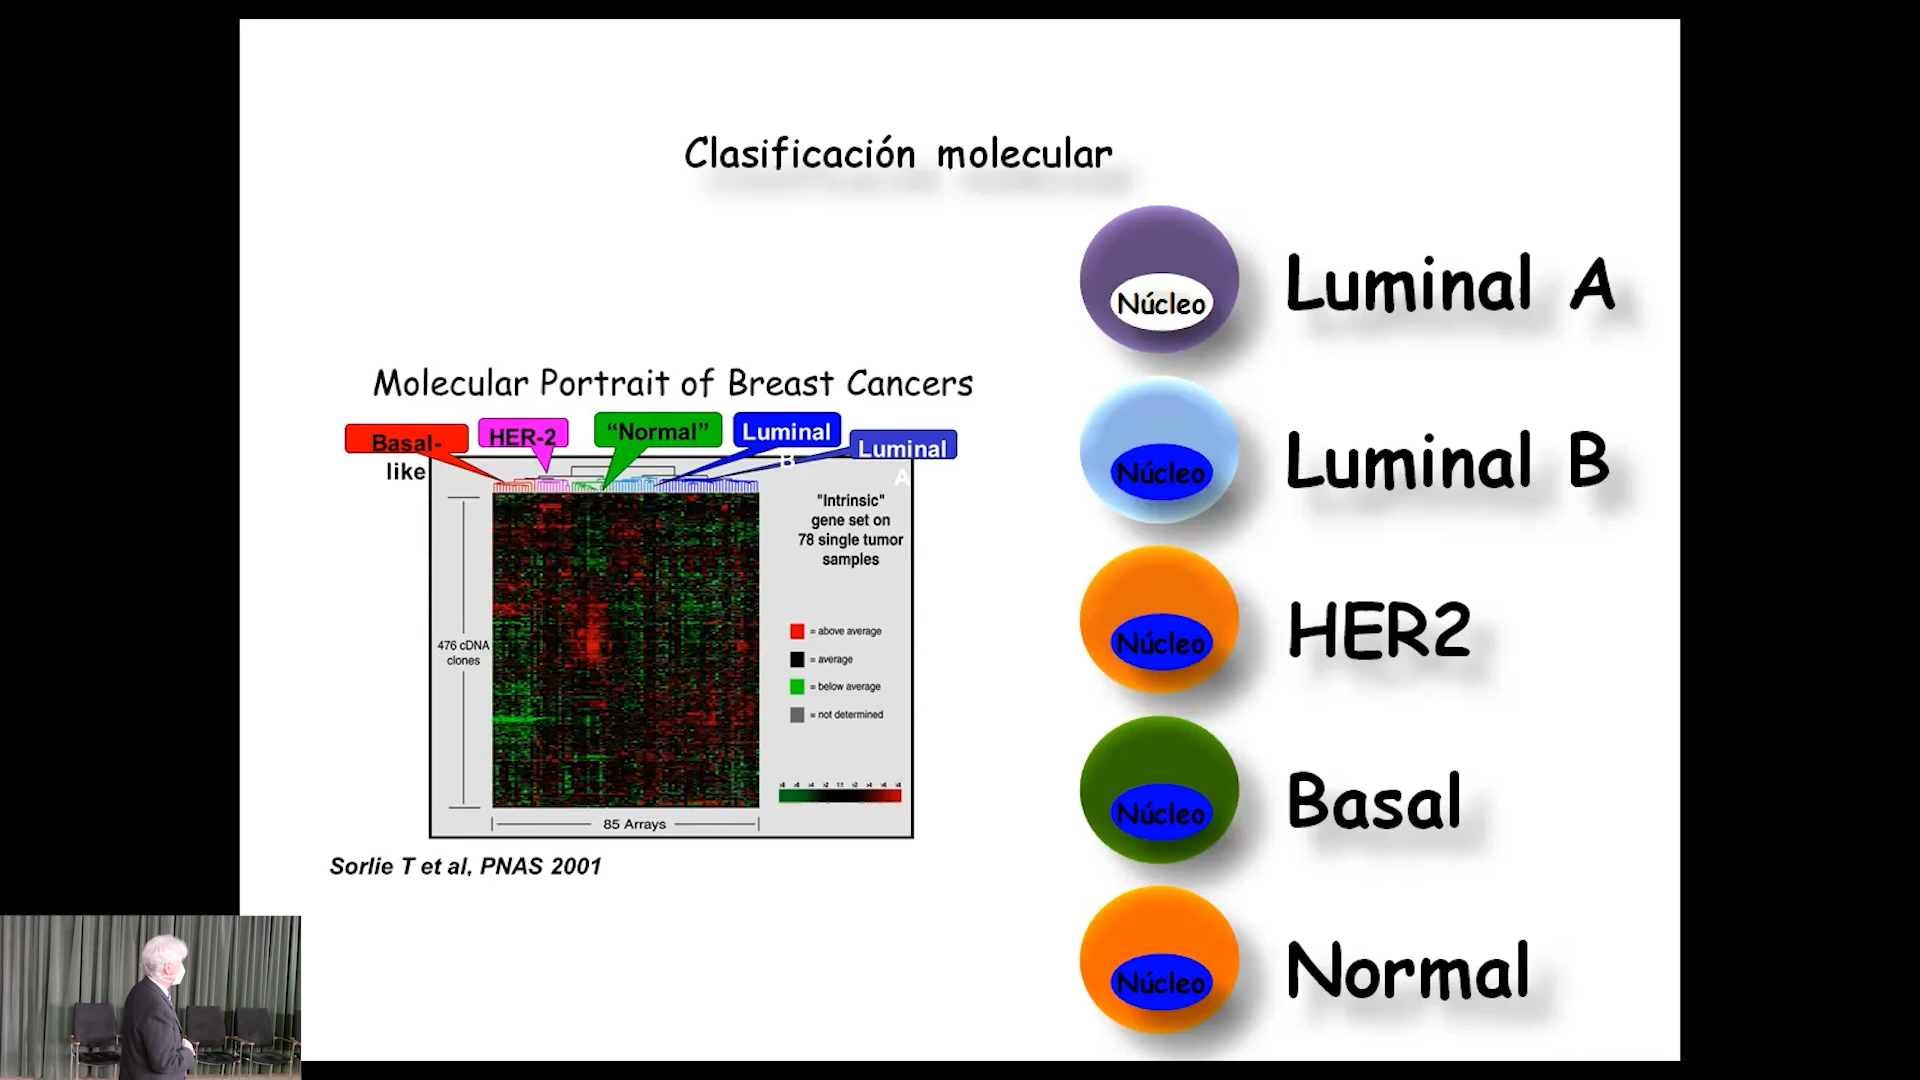 Clasificación molecular
Núcleo
Luminal A
Núcleo
Luminal B
Núcleo
HER2
Núcleo
Basal
Núcleo
Normal
Molecular Portrait of Breast Cancers
Basal-
like
HER-2
“Normal”
Luminal
B
Luminal
A
"Intrinsic"
gene set on
78 single tumor
samples
476 cDNA
clones
= above average
= average
= below average
= not determined
85 Arrays
Sorlie T et al, PNAS 2001